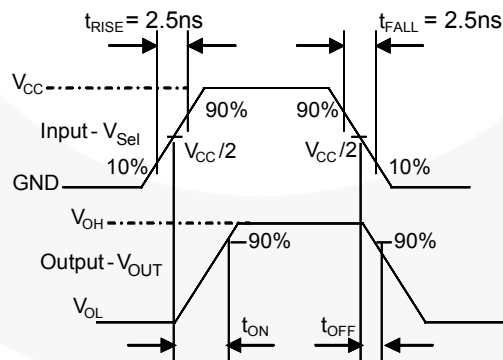 tRISE = 2.5ns
tFALL = 2.5ns
VCC
90%
90%
Input - VSel
VCC/2
VCC/2
10%
10%
GND
VOH
90%
90%
Output - VOUT
VOL
tON
tOFF